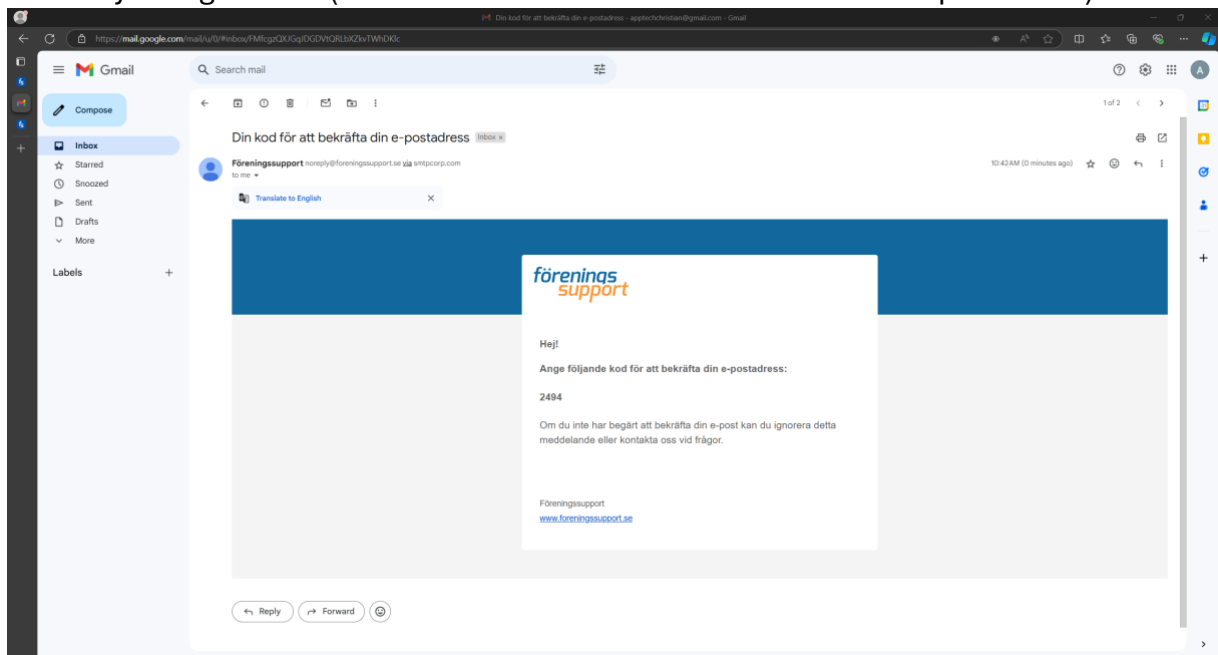 Din kod för att bekräfta din e-postadress - apptechchristian@gmail.com - Gmail
https://mail.google.com/mail/u/0/#inbox/
Gmail
Search mail
Compose
1 of 2
Inbox
Starred
Snoozed
Sent
Drafts
More
Labels
Din kod för att bekräfta din e-postadress Inbox x
Föreningssupport noreply@foreningssupport.se via smtpcorp.com
10:42 AM (0 minutes ago)
to me
Translate to English
förenings
support
Hej!
Ange följande kod för att bekräfta din e-postadress:
2494
Om du inte har begärt att bekräfta din e-post kan du ignorera detta
meddelande eller kontakta oss vid frågor.
Föreningssupport
www.foreningssupport.se
Reply
Forward
A